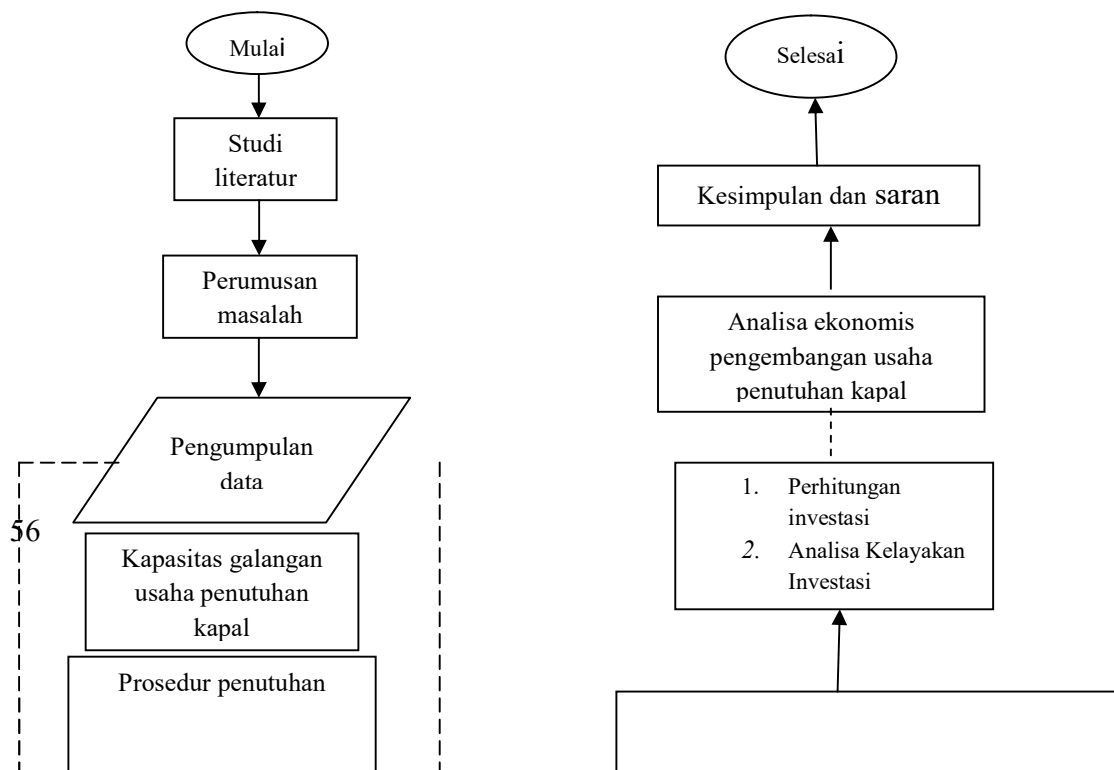 Mulai
Studi
literatur
Perumusan
masalah
Pengumpulan
data
56
Kapasitas galangan
usaha penutuhan
kapal
Prosedur penutuhan
Selesai
Kesimpulan dan saran
Analisa ekonomis
pengembangan usaha
penutuhan kapal
1. Perhitungan
investasi
2. Analisa Kelayakan
Investasi